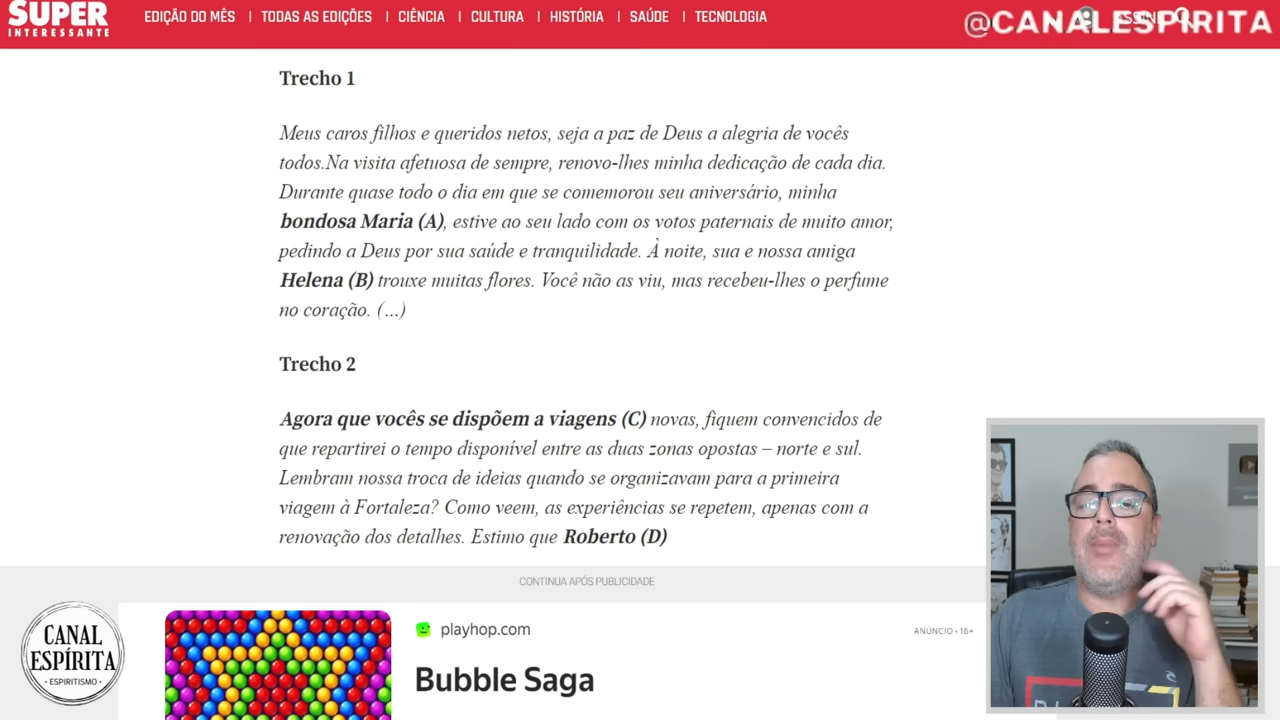 SUPER
INTERESSANTE
EDIÇÃO DO MÊS | TODAS AS EDIÇÕES | CIÊNCIA | CULTURA | HISTÓRIA | SAÚDE | TECNOLOGIA
@CANALESPÍRITA
Trecho 1
Meus caros filhos e queridos netos, seja a paz de Deus a alegria de vocês
todos.Na visita afetuosa de sempre, renovo-lhes minha dedicação de cada dia.
Durante quase todo o dia em que se comemorou seu aniversário, minha
bondosa Maria (A), estive ao seu lado com os votos paternais de muito amor,
pedindo a Deus por sua saúde e tranquilidade. À noite, sua e nossa amiga
Helena (B) trouxe muitas flores. Você não as viu, mas recebeu-lhes o perfume
no coração. (...)
Trecho 2
Agora que vocês se dispõem a viagens (C) novas, fiquem convencidos de
que repartirei o tempo disponível entre as duas zonas opostas – norte e sul.
Lembram nossa troca de ideias quando se organizavam para a primeira
viagem à Fortaleza? Como veem, as experiências se repetem, apenas com a
renovação dos detalhes. Estimo que Roberto (D)
CONTINUA APÓS PUBLICIDADE
CANAL
ESPÍRITA
• ESPIRITISMO •
playhop.com
ANÚNCIO • 16+
Bubble Saga